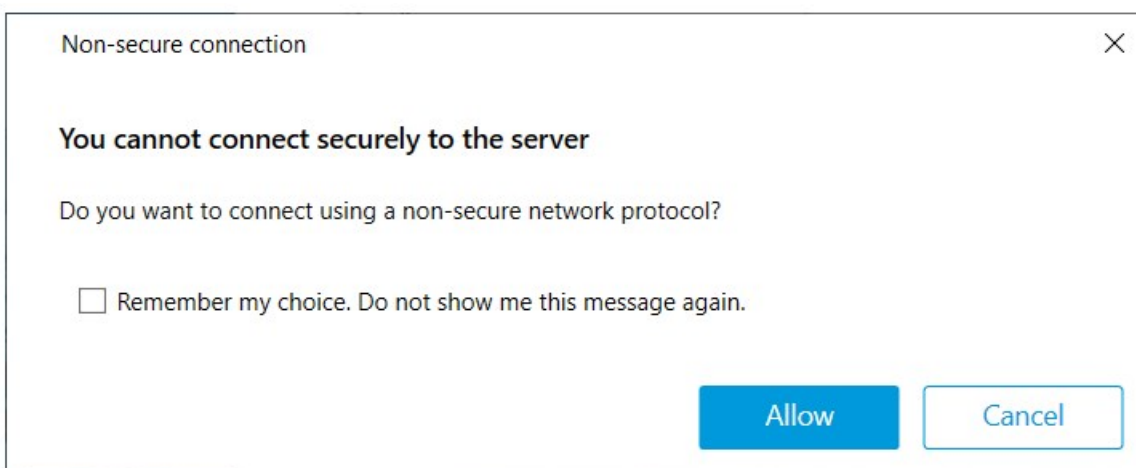 Non-secure connection
You cannot connect securely to the server
Do you want to connect using a non-secure network protocol?
Remember my choice. Do not show me this message again.
Allow Cancel